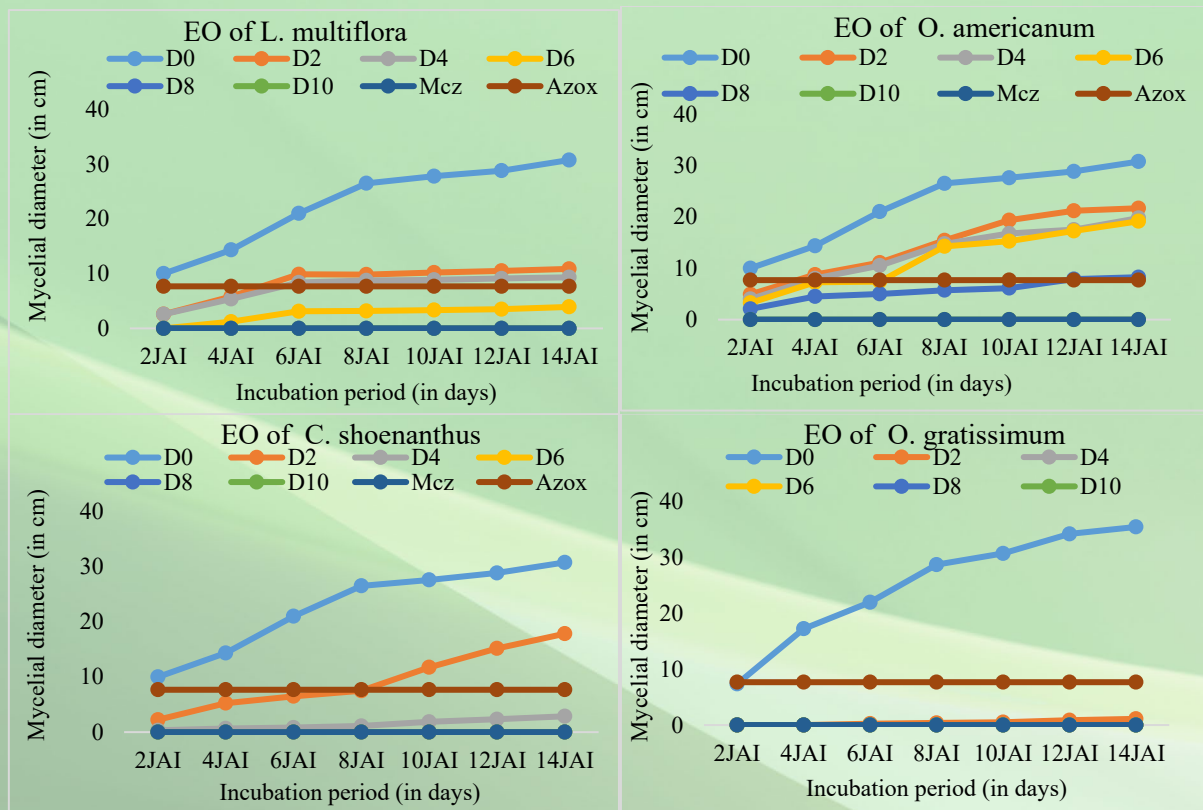 EO of L. multiflora
D0 D2 D4 D6
D8 D10 Mcz Azox
Mycelial diameter (in cm)
40
30
20
10
0
2JAI 4JAI 6JAI 8JAI 10JAI 12JAI 14JAI
Incubation period (in days)
EO of O. americanum
D0 D2 D4 D6
D8 D10 Mcz Azox
Mycelial diameter (in cm)
40
30
20
10
0
2JAI 4JAI 6JAI 8JAI 10JAI 12JAI 14JAI
Incubation period (in days)
EO of C. shoenanthus
D0 D2 D4 D6
D8 D10 Mcz Azox
Mycelial diameter (in cm)
40
30
20
10
0
2JAI 4JAI 6JAI 8JAI 10JAI 12JAI 14JAI
Incubation period (in days)
EO of O. gratissimum
D0 D2 D4
D6 D8 D10
Mycelial diameter (in cm)
40
30
20
10
0
2JAI 4JAI 6JAI 8JAI 10JAI 12JAI 14JAI
Incubation period (in days)